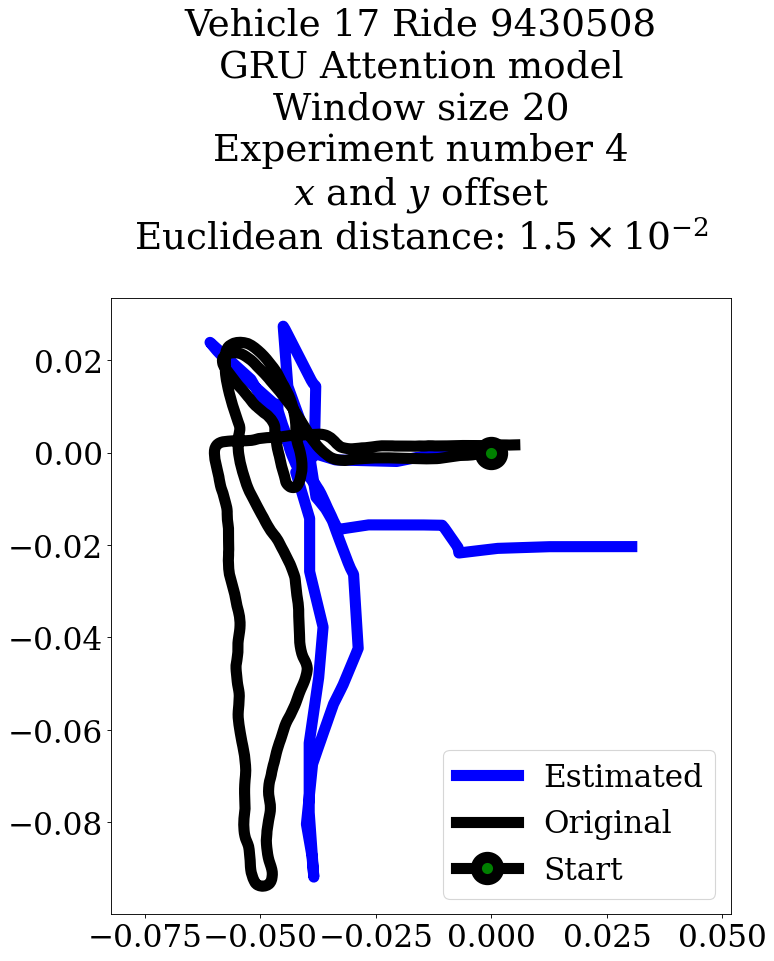 Vehicle 17 Ride 9430508
GRU Attention model
Window size 20
Experiment number 4
x and y offset
Euclidean distance: 1.5 × 10⁻²
0.02
0.00
−0.02
−0.04
−0.06
−0.08
Estimated
Original
Start
−0.075 −0.050 −0.025 0.000 0.025 0.050